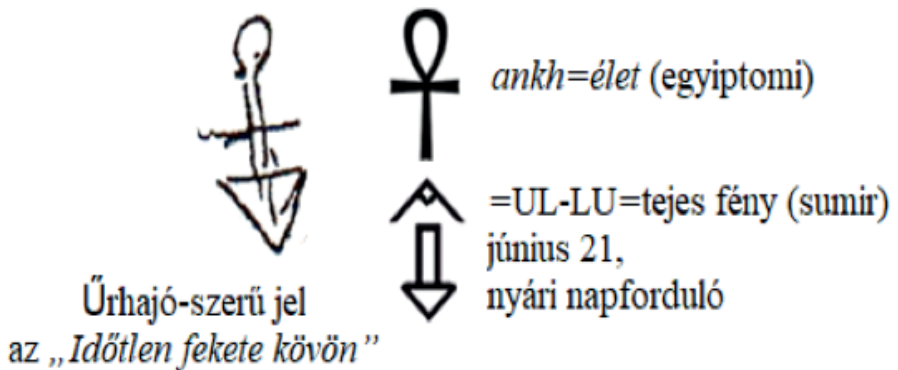 ankh=élet (egyiptomi)
=UL-LU=tejes fény (sumir)
június 21,
nyári napforduló
Űrhajó-szerű jel
az „Időtlen fekete kövön”